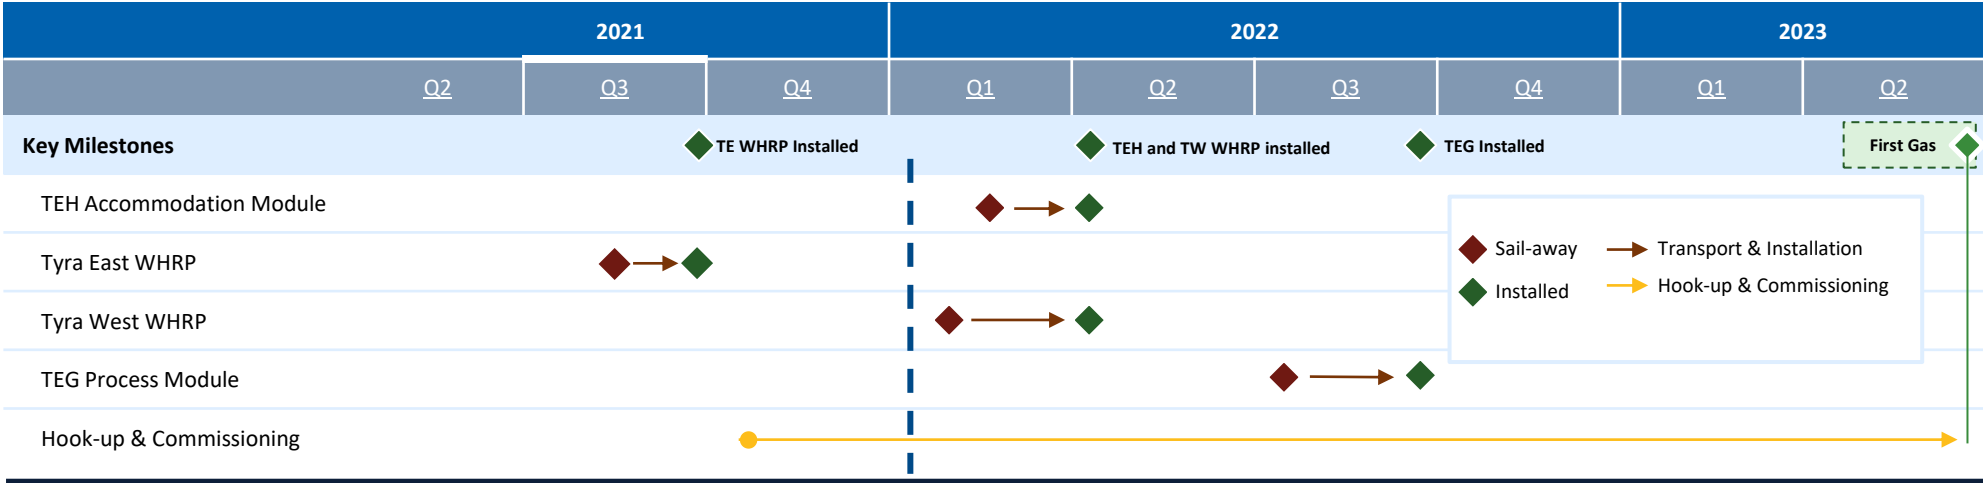 2021 2022 2023
Q2 Q3 Q4 Q1 Q2 Q3 Q4 Q1 Q2
Key Milestones TE WHRP Installed TEH and TW WHRP installed TEG Installed First Gas
TEH Accommodation Module
Tyra East WHRP
Tyra West WHRP
TEG Process Module
Hook-up & Commissioning
Sail-away Transport & Installation
Installed Hook-up & Commissioning